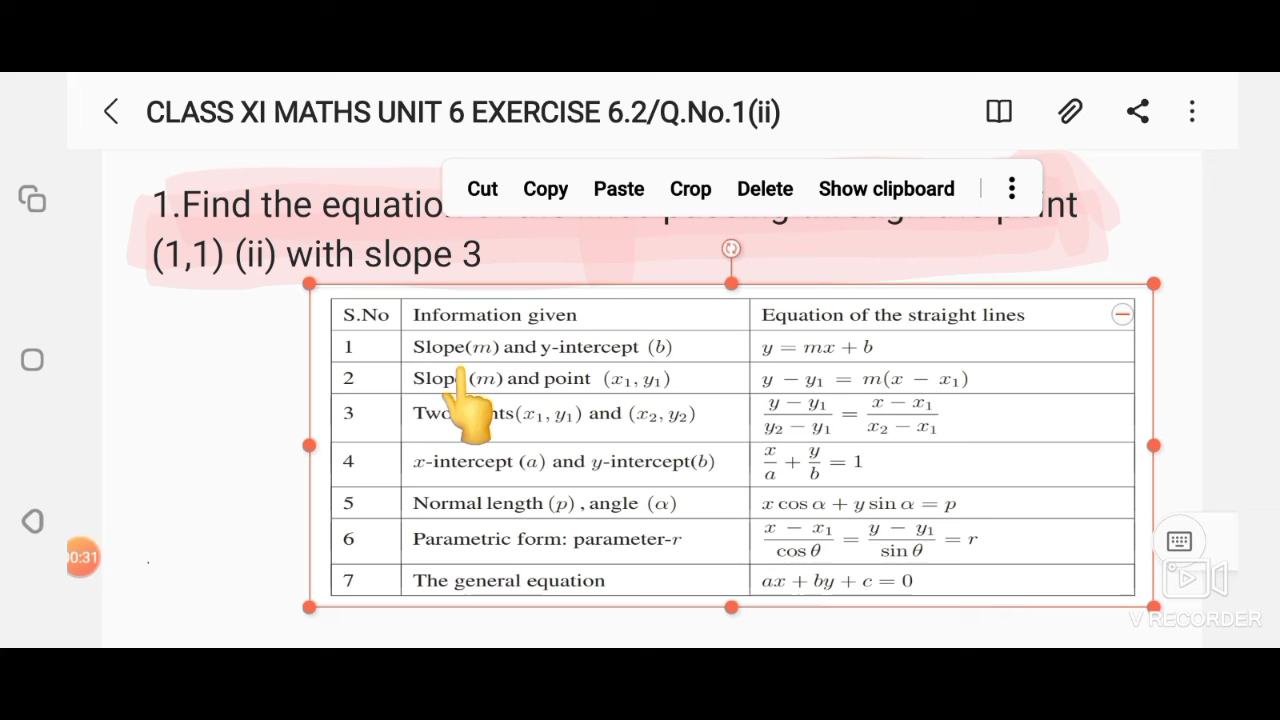 CLASS XI MATHS UNIT 6 EXERCISE 6.2/Q.No.1(ii)
Cut Copy Paste Crop Delete Show clipboard
1.Find the equatio
(1,1) (ii) with slope 3
S.No Information given Equation of the straight lines
1 Slope(m) and y-intercept (b) y = mx + b
2 Slop (m) and point (x₁, y₁) y − y₁ = m(x − x₁)
3 (x₁, y₁) and (x₂, y₂) (y − y₁)/(y₂ − y₁) = (x − x₁)/(x₂ − x₁)
4 x-intercept (a) and y-intercept(b) x/a + y/b = 1
5 Normal length (p) , angle (α) x cos α + y sin α = p
6 Parametric form: parameter-r (x − x₁)/cos θ = (y − y₁)/sin θ = r
7 The general equation ax + by + c = 0
00:31
V RECORDER